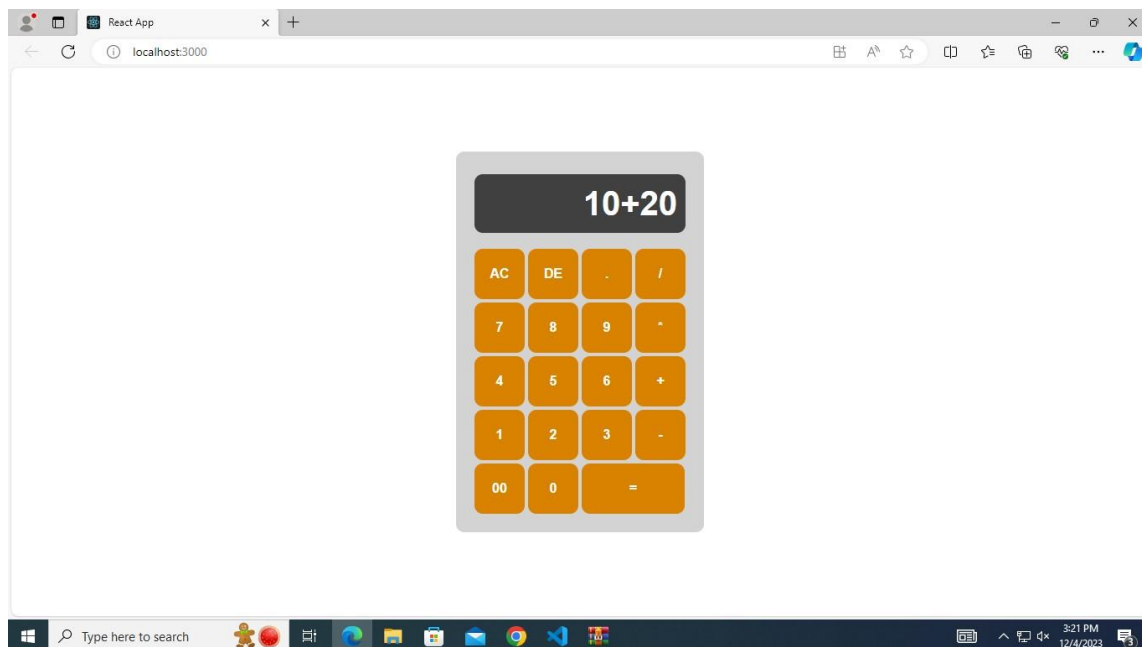 React App
localhost:3000
10+20
AC DE . /
7 8 9 *
4 5 6 +
1 2 3 -
00 0 =
Type here to search
3:21 PM
12/4/2023
3